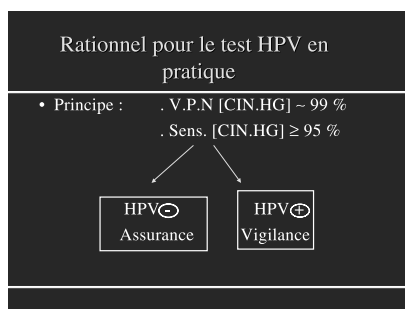 Rationnel pour le test HPV en
pratique
• Principe : . V.P.N [CIN.HG] ~ 99 %
. Sens. [CIN.HG] ≥ 95 %
HPV⊖ HPV⊕
Assurance Vigilance